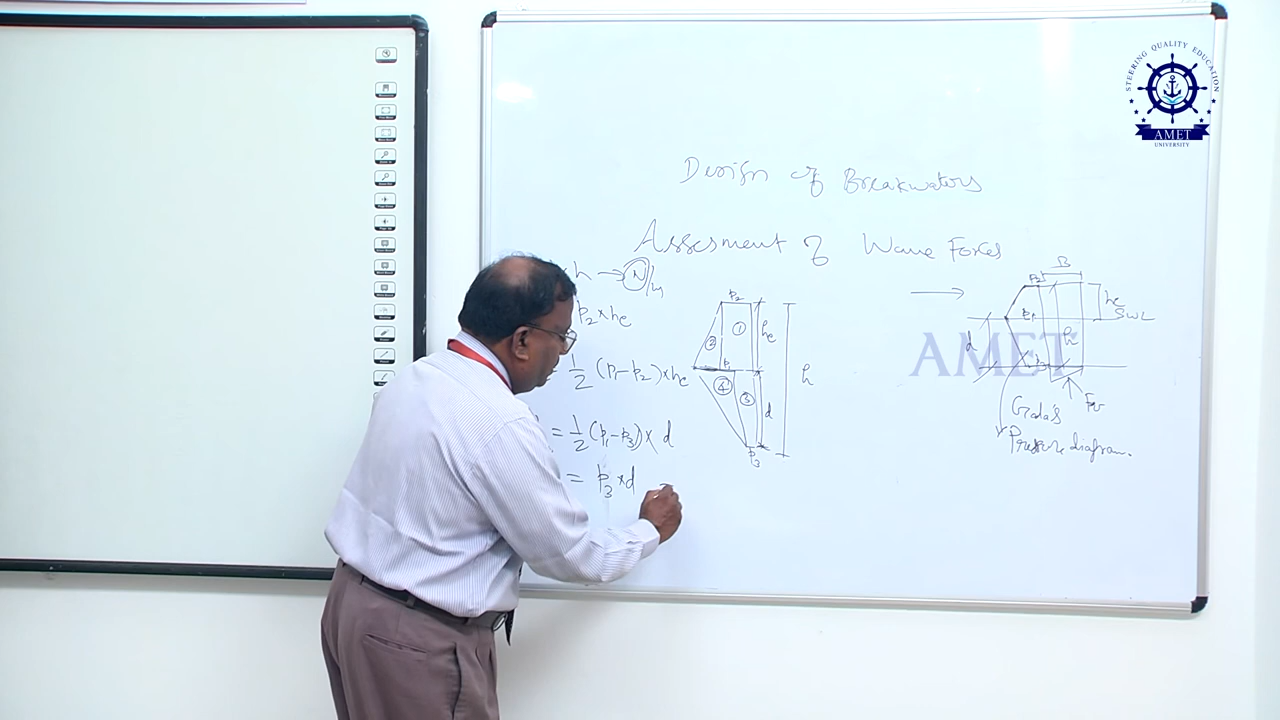 STEERING QUALITY EDUCATION
AMET
UNIVERSITY
Design of Breakwaters
Assesment of Wave Forces
h → N/m
P2 × hc
1/2 (P1 - P2) × hc
= 1/2 (P1 - P3) × d
= P3 × d =
P2
①
②
hc
P1
④
③
d
P3
h
B
P2
hc
SWL
P1
d
h
Fu
Goda's
Pressure diagram.
AMET